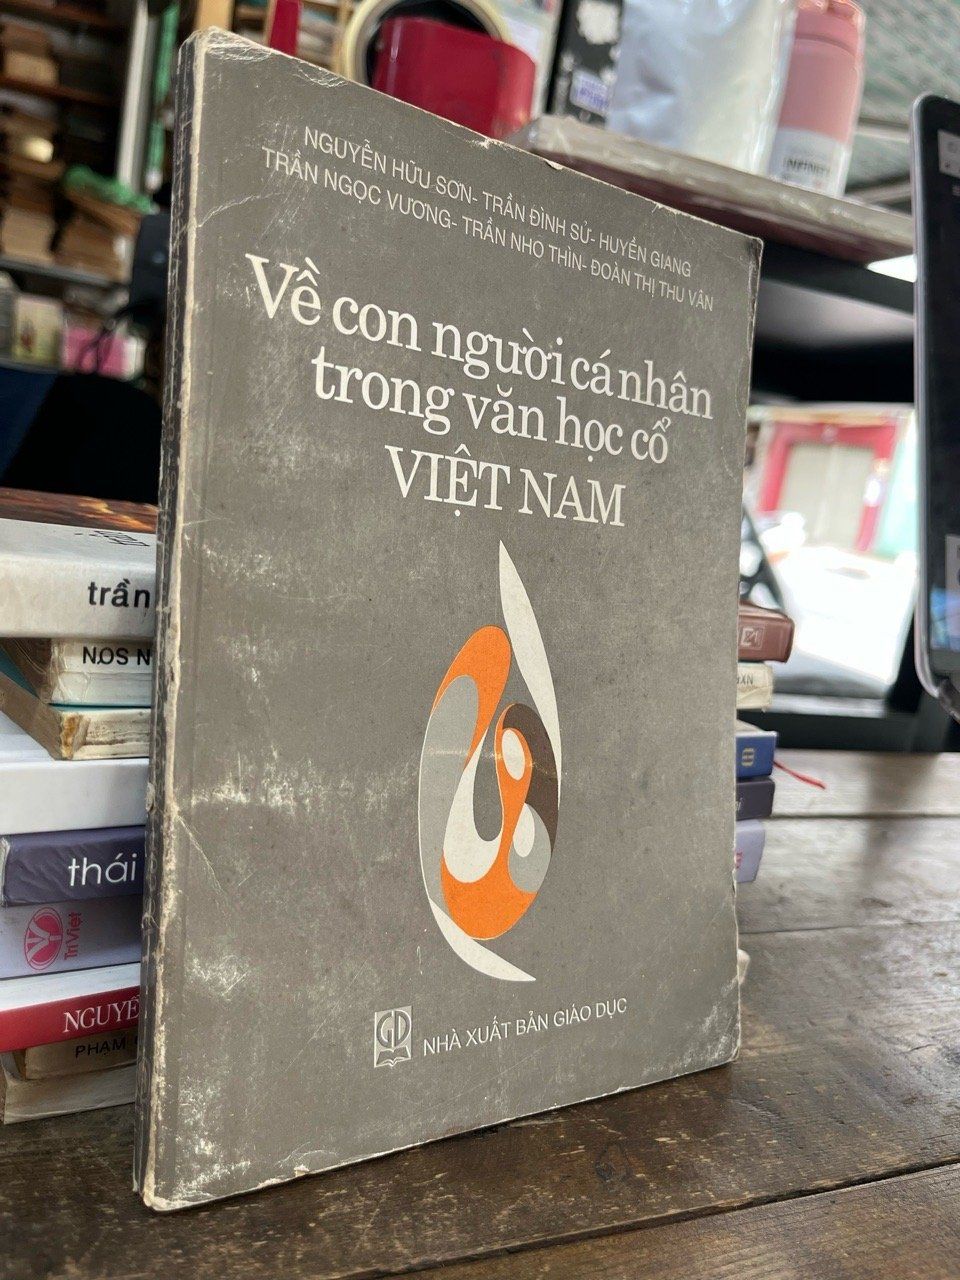 NGUYỄN HỮU SƠN- TRẦN ĐÌNH SỬ- HUYỀN GIANG
TRẦN NGỌC VƯƠNG- TRẦN NHO THÌN- ĐOÀN THỊ THU VÂN
Về con người cá nhân
trong văn học cổ
VIỆT NAM
GD
NHÀ XUẤT BẢN GIÁO DỤC
trần
thái
Trí Việt
NGUYỄ
PHẠM